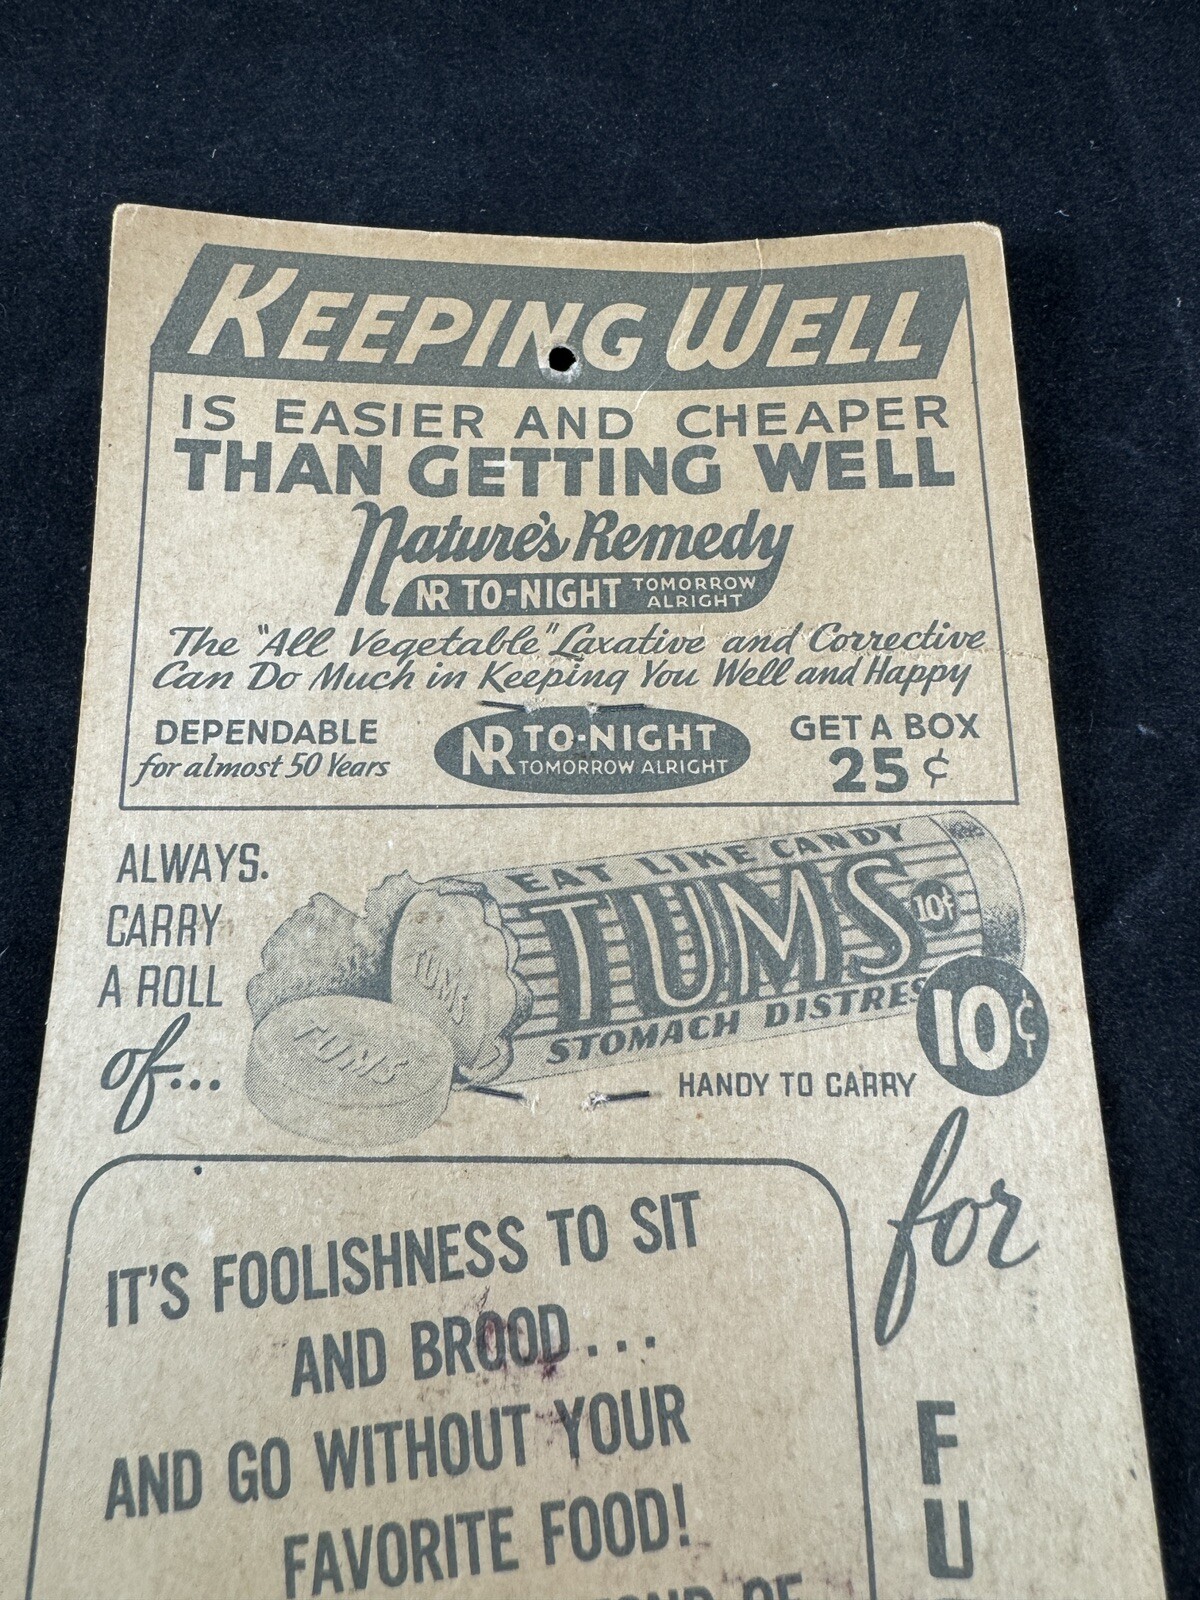 KEEPING WELL
IS EASIER AND CHEAPER
THAN GETTING WELL
Nature's Remedy
NR TO-NIGHT TOMORROW
ALRIGHT
The "All Vegetable" Laxative and Corrective
Can Do Much in Keeping You Well and Happy
DEPENDABLE
for almost 50 Years
NR TO-NIGHT
TOMORROW ALRIGHT
GET A BOX
25¢
ALWAYS.
CARRY
A ROLL
of...
TUMS
TUMS
EAT LIKE CANDY
TUMS
10¢
STOMACH DISTRES
10¢
HANDY TO CARRY
for
F
U
IT'S FOOLISHNESS TO SIT
AND BROOD...
AND GO WITHOUT YOUR
FAVORITE FOOD!
OF